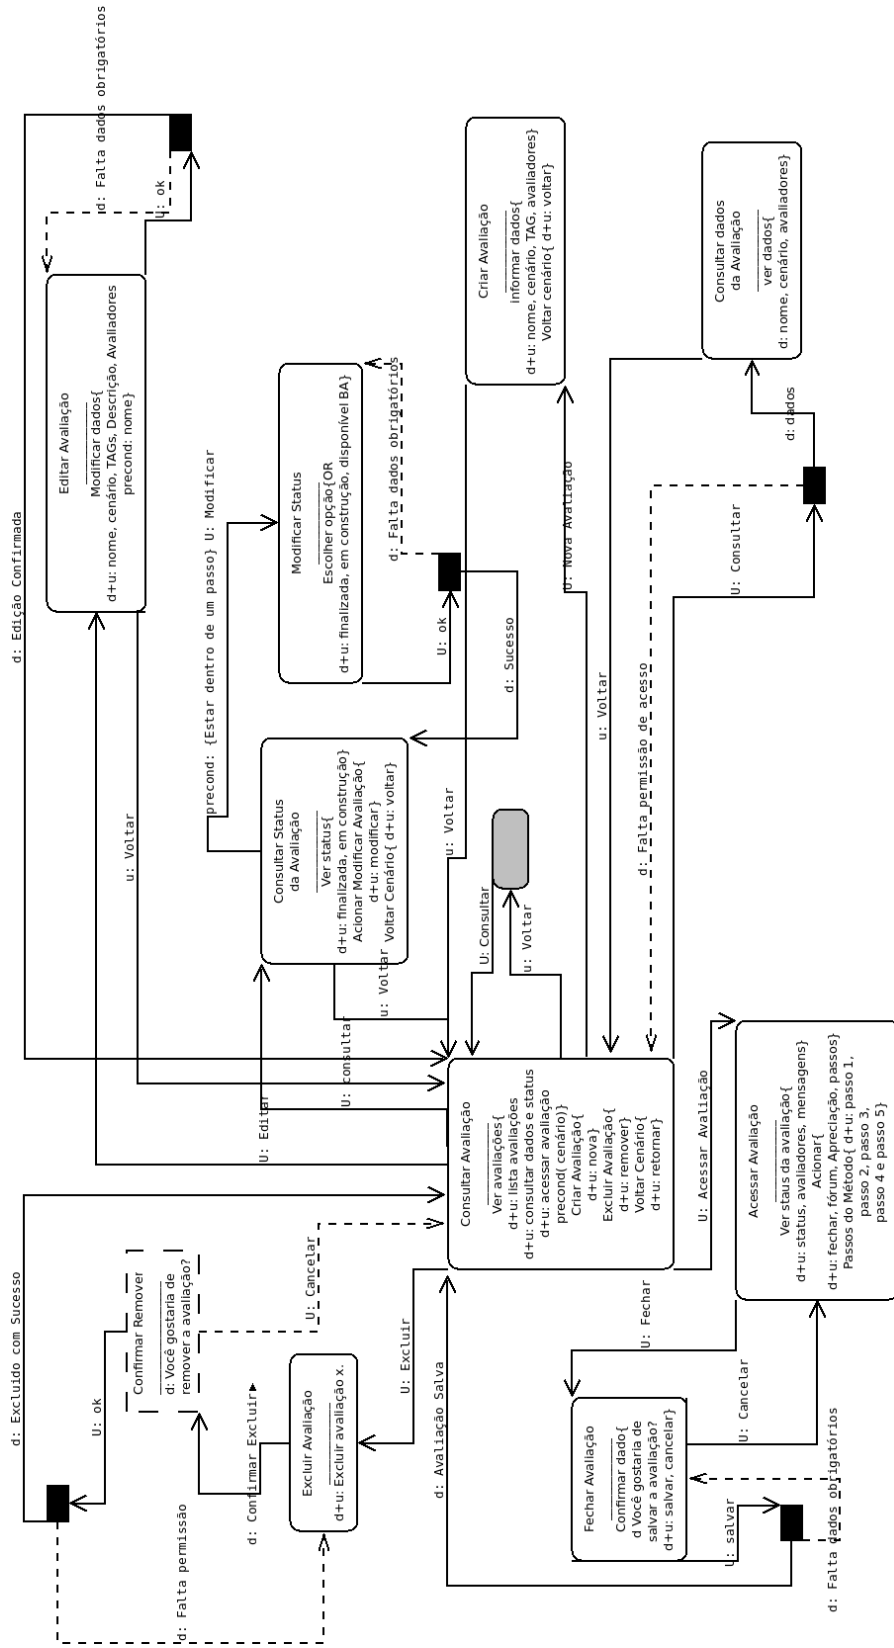 d: Falta dados obrigatórios
U: ok
d: Edição Confirmada
Editar Avaliação
Modificar dados{
d+u: nome, cenário, TAGs, Descrição, Avaliadores
precond: nome}
u: Voltar
U: Editar
precond: {Estar dentro de um passo} U: Modificar
Modificar Status
Escolher opção{OR
d+u: finalizada, em construção, disponível BA}
d: Falta dados obrigatórios
U: ok
d: Sucesso
Consultar Status
da Avaliação
Ver status{
d+u: finalizada, em construção}
Acionar Modificar Avaliação{
d+u: modificar}
Voltar Cenário{ d+u: voltar}
u: Voltar
U: consultar
Criar Avaliação
informar dados{
d+u: nome, cenário, TAG, avaliadores}
Voltar cenário{ d+u: voltar}
u: Voltar
U: Nova Avaliação
U: Consultar
u: Voltar
Consultar dados
da Avaliação
ver dados{
d: nome, cenário, avaliadores}
d: dados
U: Consultar
u: Voltar
d: Falta permissão de acesso
Consultar Avaliação
Ver avaliações{
d+u: lista avaliações
d+u: consultar dados e status
d+u: acessar avaliação
precond( cenário)}
Criar Avaliação{
d+u: nova}
Excluir Avaliação{
d+u: remover}
Voltar Cenário{
d+u: retornar}
U: Acessar Avaliação
Acessar Avaliação
Ver staus da avaliação{
d+u: status, avaliadores, mensagens}
Acionar{
d+u: fechar, fórum, Apreciação, passos}
Passos do Método{ d+u: passo 1,
passo 2, passo 3,
passo 4 e passo 5}
U: Fechar
U: Cancelar
Fechar Avaliação
Confirmar dado{
d Você gostaria de
salvar a avaliação?
d+u: salvar, cancelar}
U: salvar
d: Falta dados obrigatórios
d: Avaliação Salva
U: Excluir
Excluir Avaliação
d+u: Excluir avaliação x.
d: Confirmar Excluir
Confirmar Remover
d: Você gostaria de
remover a avaliação?
U: Cancelar
U: ok
d: Excluido com Sucesso
d: Falta permissão